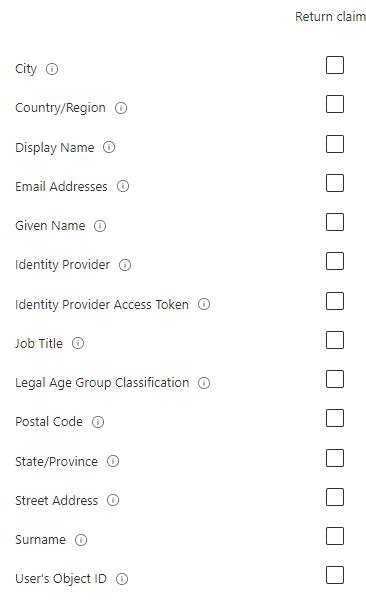 Return claim
City
Country/Region
Display Name
Email Addresses
Given Name
Identity Provider
Identity Provider Access Token
Job Title
Legal Age Group Classification
Postal Code
State/Province
Street Address
Surname
User's Object ID